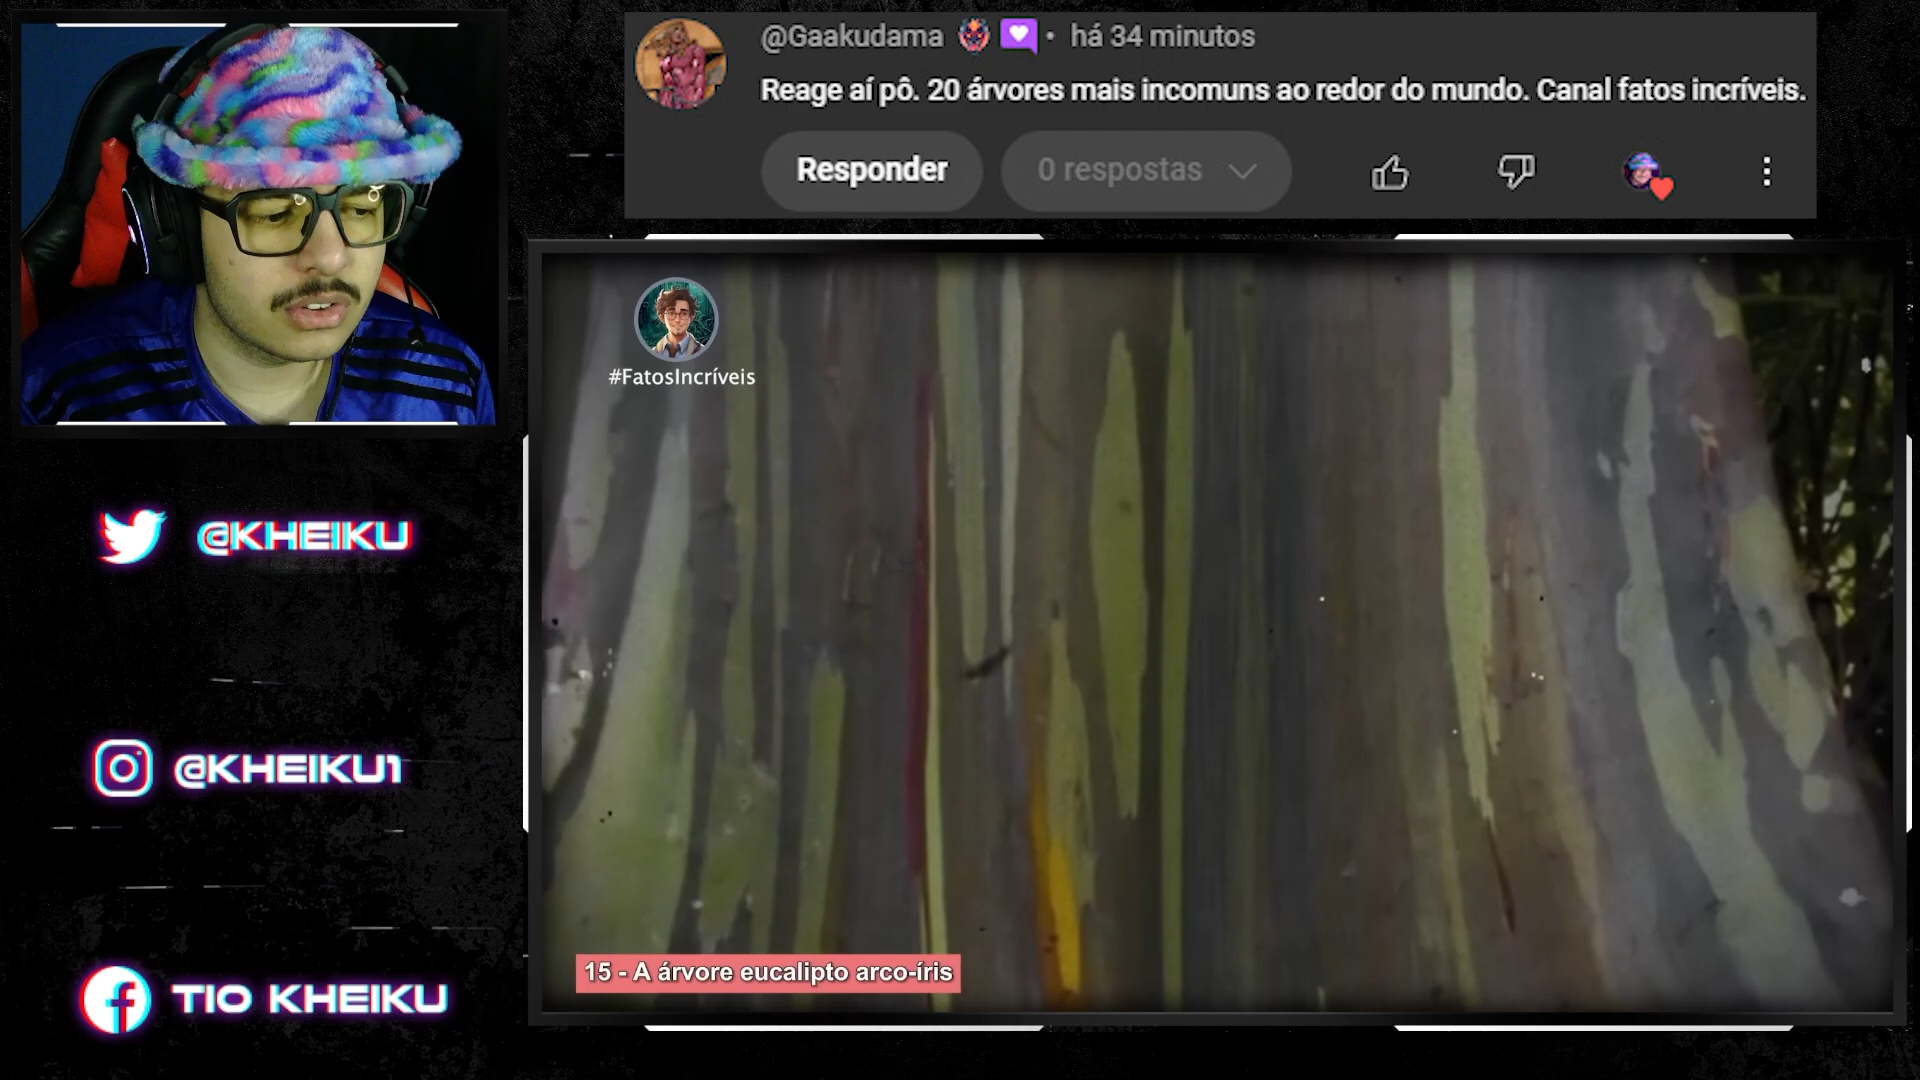 @Gaakudama • há 34 minutos
Reage aí pô. 20 árvores mais incomuns ao redor do mundo. Canal fatos incríveis.
Responder
0 respostas
#FatosIncríveis
@KHEIKU
@KHEIKU1
TIO KHEIKU
15 - A árvore eucalipto arco-íris